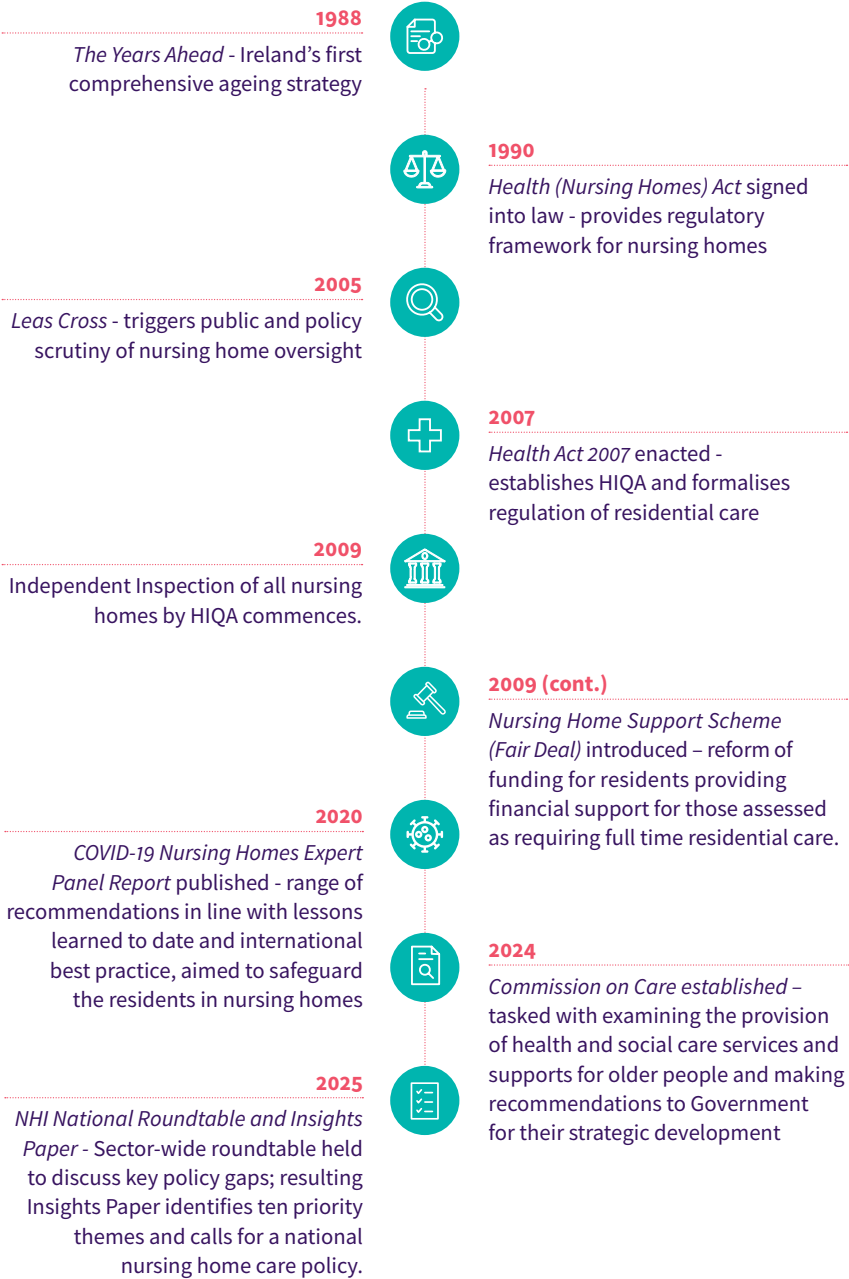 1988
The Years Ahead - Ireland's first
comprehensive ageing strategy
1990
Health (Nursing Homes) Act signed
into law - provides regulatory
framework for nursing homes
2005
Leas Cross - triggers public and policy
scrutiny of nursing home oversight
2007
Health Act 2007 enacted -
establishes HIQA and formalises
regulation of residential care
2009
Independent Inspection of all nursing
homes by HIQA commences.
2009 (cont.)
Nursing Home Support Scheme
(Fair Deal) introduced – reform of
funding for residents providing
financial support for those assessed
as requiring full time residential care.
2020
COVID-19 Nursing Homes Expert
Panel Report published - range of
recommendations in line with lessons
learned to date and international
best practice, aimed to safeguard
the residents in nursing homes
2024
Commission on Care established –
tasked with examining the provision
of health and social care services and
supports for older people and making
recommendations to Government
for their strategic development
2025
NHI National Roundtable and Insights
Paper - Sector-wide roundtable held
to discuss key policy gaps; resulting
Insights Paper identifies ten priority
themes and calls for a national
nursing home care policy.